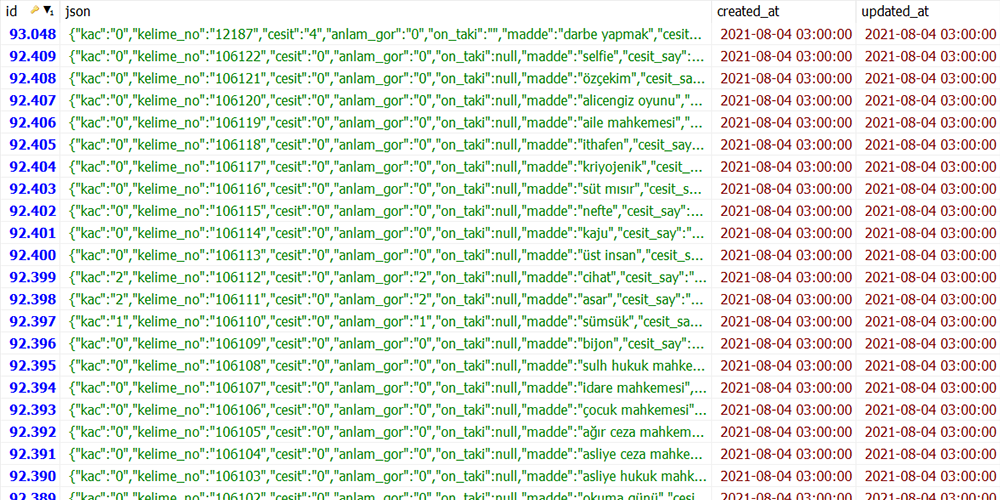 id 1 json created_at updated_at
93.048 {"kac":"0","kelime_no":"12187","cesit":"4","anlam_gor":"0","on_taki":"","madde":"darbe yapmak","cesit... 2021-08-04 03:00:00 2021-08-04 03:00:00
92.409 {"kac":"0","kelime_no":"106122","cesit":"0","anlam_gor":"0","on_taki":null,"madde":"selfie","cesit_say":... 2021-08-04 03:00:00 2021-08-04 03:00:00
92.408 {"kac":"0","kelime_no":"106121","cesit":"0","anlam_gor":"0","on_taki":null,"madde":"özçekim","cesit_sa... 2021-08-04 03:00:00 2021-08-04 03:00:00
92.407 {"kac":"0","kelime_no":"106120","cesit":"0","anlam_gor":"0","on_taki":null,"madde":"alicengiz oyunu","... 2021-08-04 03:00:00 2021-08-04 03:00:00
92.406 {"kac":"0","kelime_no":"106119","cesit":"0","anlam_gor":"0","on_taki":null,"madde":"aile mahkemesi","... 2021-08-04 03:00:00 2021-08-04 03:00:00
92.405 {"kac":"0","kelime_no":"106118","cesit":"0","anlam_gor":"0","on_taki":null,"madde":"ithafen","cesit_say... 2021-08-04 03:00:00 2021-08-04 03:00:00
92.404 {"kac":"0","kelime_no":"106117","cesit":"0","anlam_gor":"0","on_taki":null,"madde":"kriyojenik","cesit_... 2021-08-04 03:00:00 2021-08-04 03:00:00
92.403 {"kac":"0","kelime_no":"106116","cesit":"0","anlam_gor":"0","on_taki":null,"madde":"süt mısır","cesit_s... 2021-08-04 03:00:00 2021-08-04 03:00:00
92.402 {"kac":"0","kelime_no":"106115","cesit":"0","anlam_gor":"0","on_taki":null,"madde":"nefte","cesit_say":... 2021-08-04 03:00:00 2021-08-04 03:00:00
92.401 {"kac":"0","kelime_no":"106114","cesit":"0","anlam_gor":"0","on_taki":null,"madde":"kaju","cesit_say":"... 2021-08-04 03:00:00 2021-08-04 03:00:00
92.400 {"kac":"0","kelime_no":"106113","cesit":"0","anlam_gor":"0","on_taki":null,"madde":"üst insan","cesit_s... 2021-08-04 03:00:00 2021-08-04 03:00:00
92.399 {"kac":"2","kelime_no":"106112","cesit":"0","anlam_gor":"2","on_taki":null,"madde":"cihat","cesit_say":"... 2021-08-04 03:00:00 2021-08-04 03:00:00
92.398 {"kac":"2","kelime_no":"106111","cesit":"0","anlam_gor":"2","on_taki":null,"madde":"asar","cesit_say":"... 2021-08-04 03:00:00 2021-08-04 03:00:00
92.397 {"kac":"1","kelime_no":"106110","cesit":"0","anlam_gor":"1","on_taki":null,"madde":"sümsük","cesit_sa... 2021-08-04 03:00:00 2021-08-04 03:00:00
92.396 {"kac":"0","kelime_no":"106109","cesit":"0","anlam_gor":"0","on_taki":null,"madde":"bijon","cesit_say":... 2021-08-04 03:00:00 2021-08-04 03:00:00
92.395 {"kac":"0","kelime_no":"106108","cesit":"0","anlam_gor":"0","on_taki":null,"madde":"sulh hukuk mahke... 2021-08-04 03:00:00 2021-08-04 03:00:00
92.394 {"kac":"0","kelime_no":"106107","cesit":"0","anlam_gor":"0","on_taki":null,"madde":"idare mahkemesi",... 2021-08-04 03:00:00 2021-08-04 03:00:00
92.393 {"kac":"0","kelime_no":"106106","cesit":"0","anlam_gor":"0","on_taki":null,"madde":"çocuk mahkemesi"... 2021-08-04 03:00:00 2021-08-04 03:00:00
92.392 {"kac":"0","kelime_no":"106105","cesit":"0","anlam_gor":"0","on_taki":null,"madde":"ağır ceza mahkem... 2021-08-04 03:00:00 2021-08-04 03:00:00
92.391 {"kac":"0","kelime_no":"106104","cesit":"0","anlam_gor":"0","on_taki":null,"madde":"asliye ceza mahke... 2021-08-04 03:00:00 2021-08-04 03:00:00
92.390 {"kac":"0","kelime_no":"106103","cesit":"0","anlam_gor":"0","on_taki":null,"madde":"asliye hukuk mahk... 2021-08-04 03:00:00 2021-08-04 03:00:00
92.389 {"kac":"0","kelime_no":"106102","cesit":"0","anlam_gor":"0","on_taki":null,"madde":"okuma günü","cesi... 2021-08-04 03:00:00 2021-08-04 03:00:00